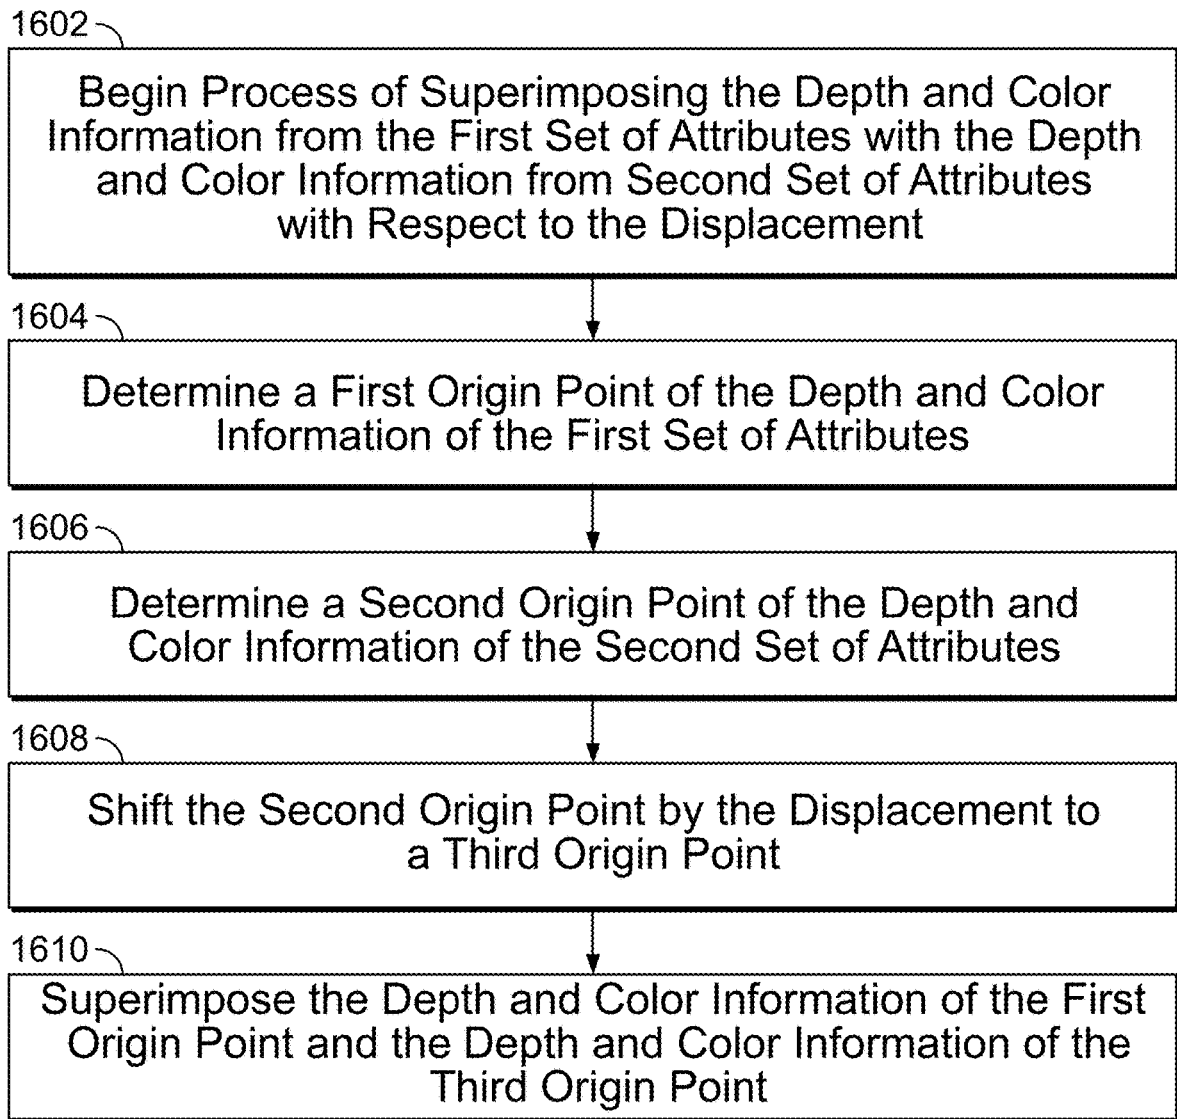 1602
Begin Process of Superimposing the Depth and Color
Information from the First Set of Attributes with the Depth
and Color Information from Second Set of Attributes
with Respect to the Displacement
1604
Determine a First Origin Point of the Depth and Color
Information of the First Set of Attributes
1606
Determine a Second Origin Point of the Depth and
Color Information of the Second Set of Attributes
1608
Shift the Second Origin Point by the Displacement to
a Third Origin Point
1610
Superimpose the Depth and Color Information of the First
Origin Point and the Depth and Color Information of the
Third Origin Point